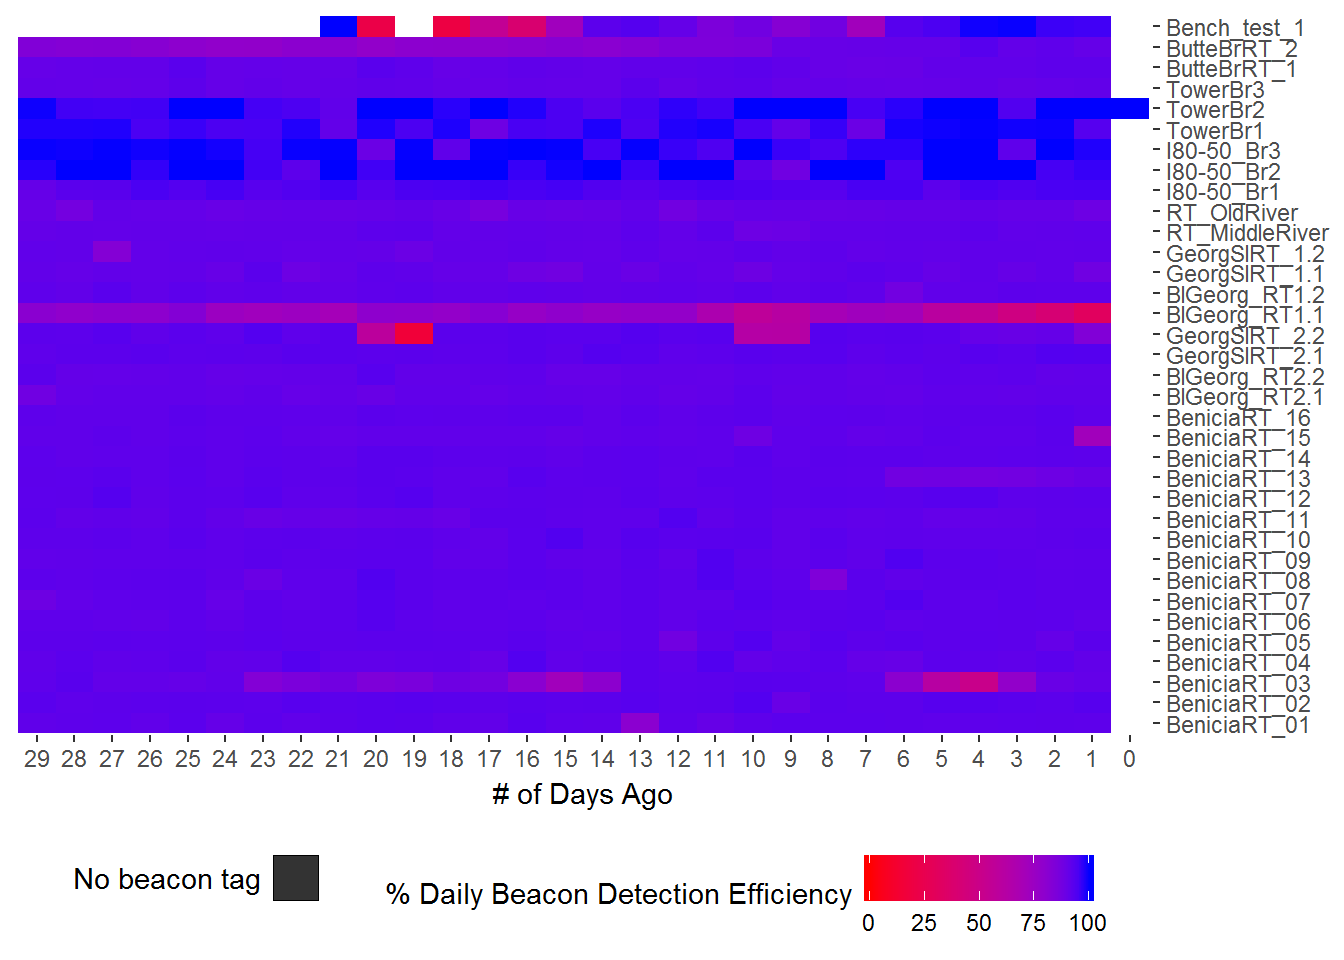 Bench_test_1
ButteBrRT_2
ButteBrRT_1
TowerBr3
TowerBr2
TowerBr1
I80-50_Br3
I80-50_Br2
I80-50_Br1
RT_OldRiver
RT_MiddleRiver
GeorgSlRT_1.2
GeorgSlRT_1.1
BlGeorg_RT1.2
BlGeorg_RT1.1
GeorgSlRT_2.2
GeorgSlRT_2.1
BlGeorg_RT2.2
BlGeorg_RT2.1
BeniciaRT_16
BeniciaRT_15
BeniciaRT_14
BeniciaRT_13
BeniciaRT_12
BeniciaRT_11
BeniciaRT_10
BeniciaRT_09
BeniciaRT_08
BeniciaRT_07
BeniciaRT_06
BeniciaRT_05
BeniciaRT_04
BeniciaRT_03
BeniciaRT_02
BeniciaRT_01
29 28 27 26 25 24 23 22 21 20 19 18 17 16 15 14 13 12 11 10 9 8 7 6 5 4 3 2 1 0
# of Days Ago
No beacon tag
% Daily Beacon Detection Efficiency
0 25 50 75 100